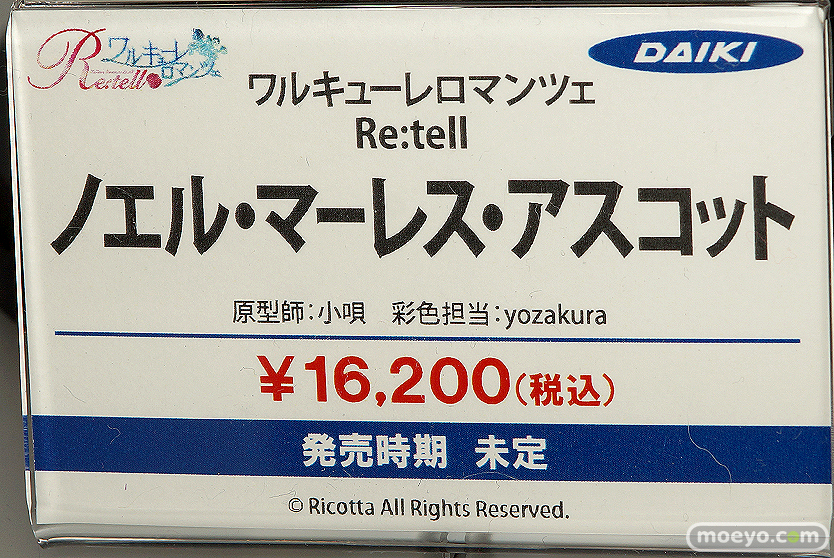 Re:tell ワルキューレ
ロマンツェ
DAIKI
ワルキューレロマンツェ
Re:tell
ノエル・マーレス・アスコット
原型師：小唄　彩色担当：yozakura
￥16,200(税込)
発売時期　未定
© Ricotta All Rights Reserved.
moeyo.com